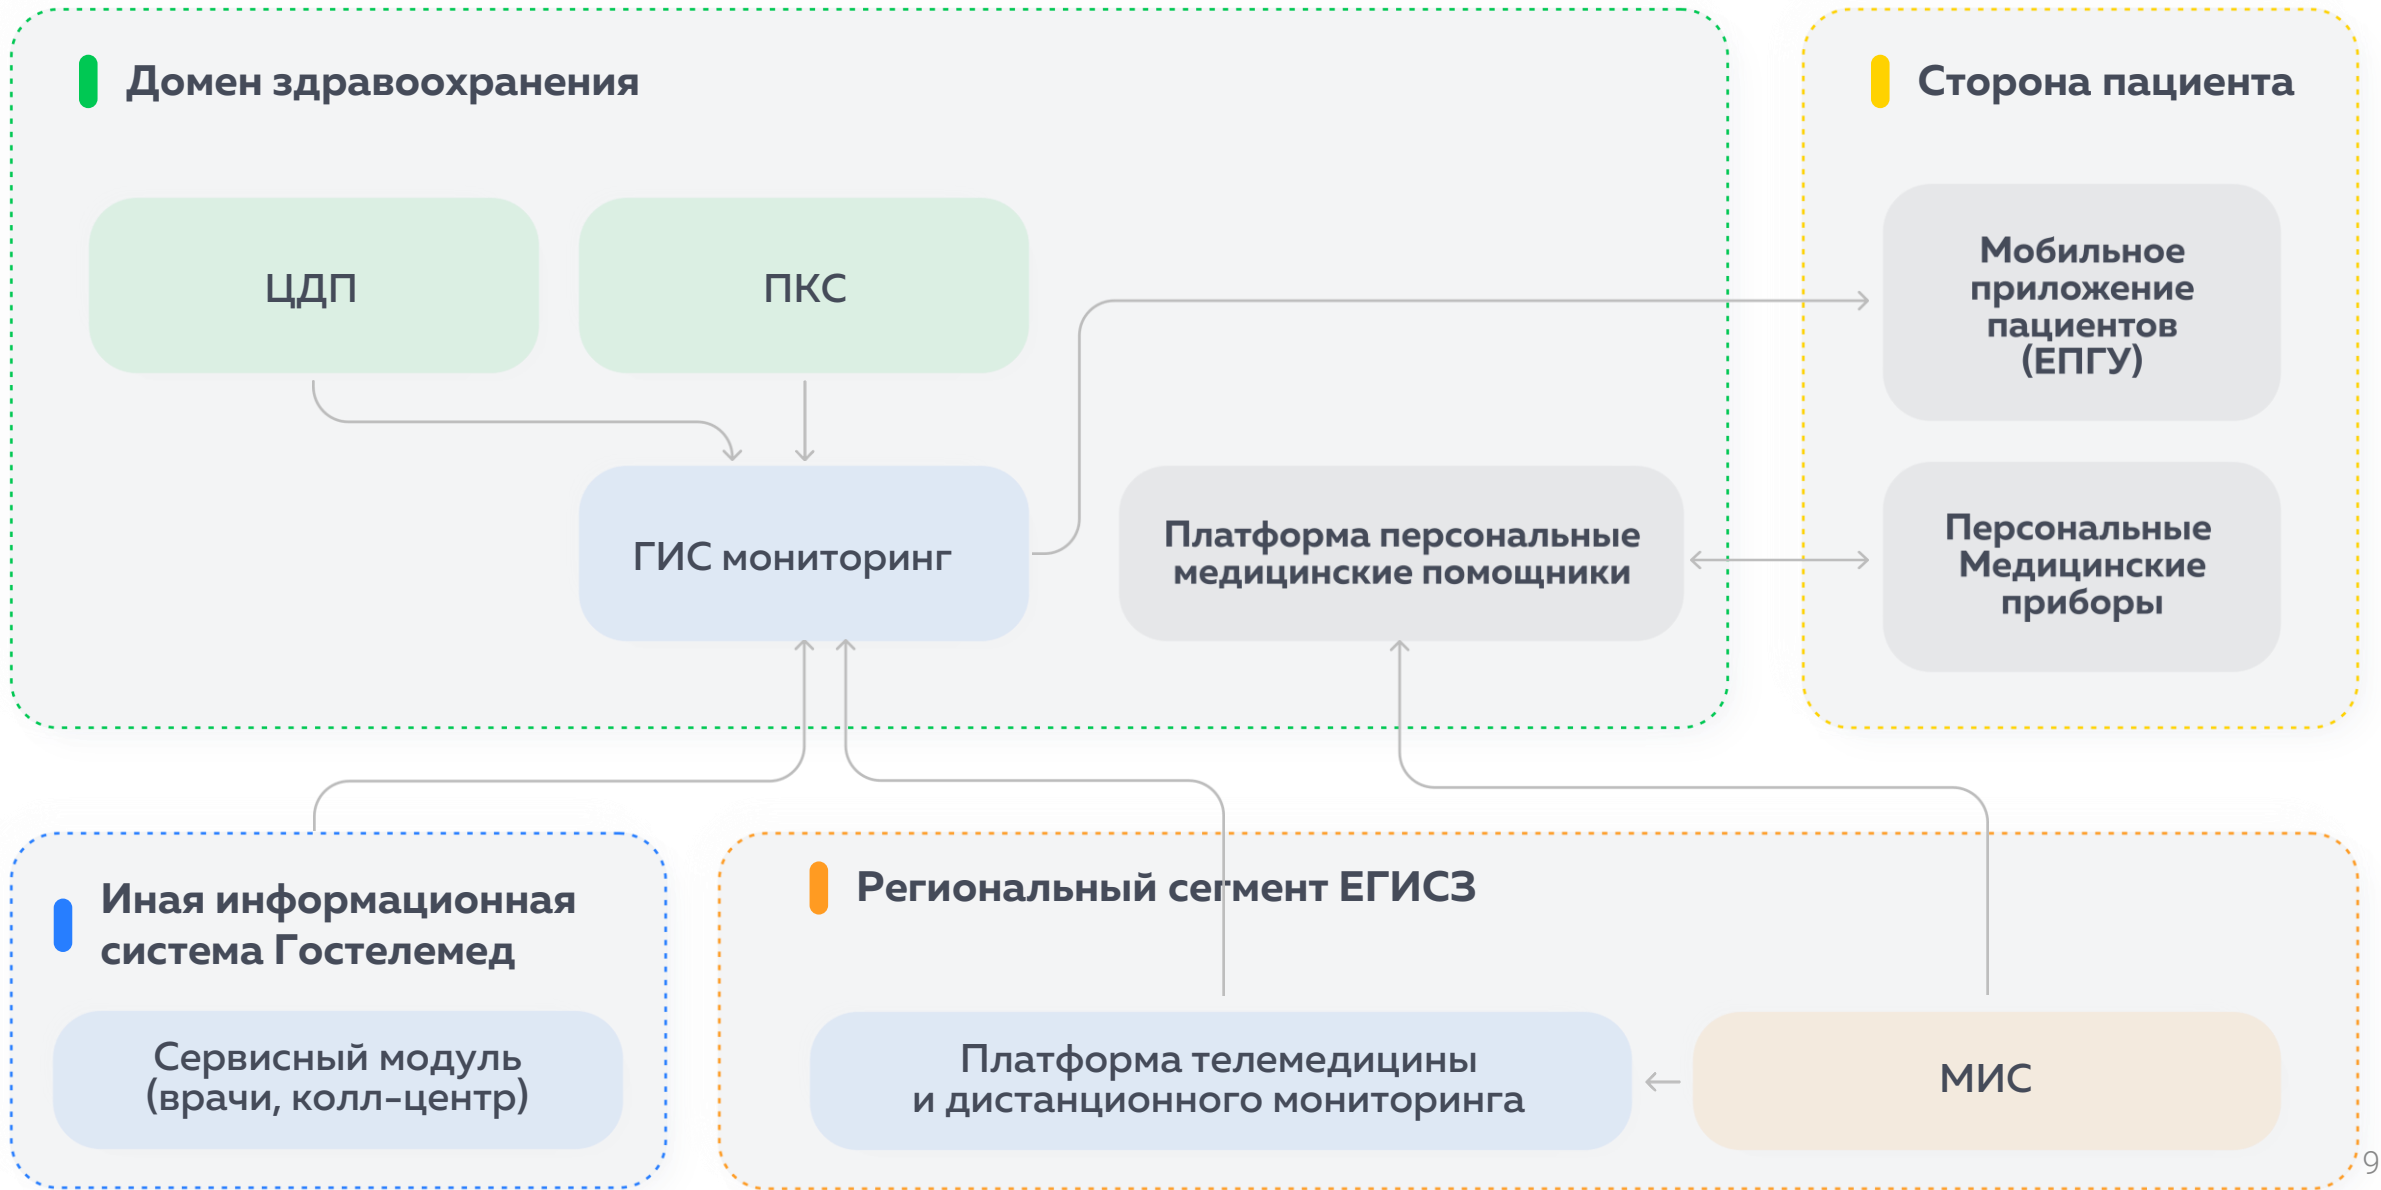 Домен здравоохранения
Сторона пациента
ЦДП
ПКС
Мобильное
приложение
пациентов
(ЕПГУ)
ГИС мониторинг
Платформа персональные
медицинские помощники
Персональные
Медицинские
приборы
Иная информационная
система Гостелемед
Сервисный модуль
(врачи, колл-центр)
Региональный сегмент ЕГИСЗ
Платформа телемедицины
и дистанционного мониторинга
МИС
9